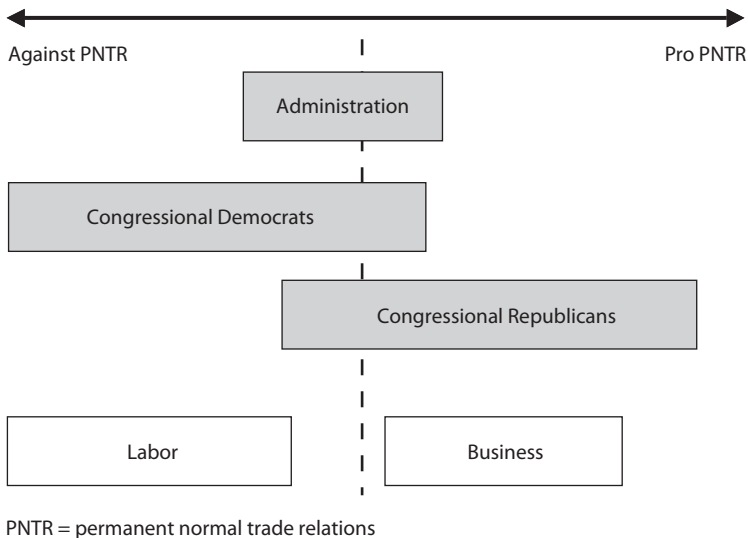 Against PNTR
Pro PNTR
Administration
Congressional Democrats
Congressional Republicans
Labor
Business
PNTR = permanent normal trade relations